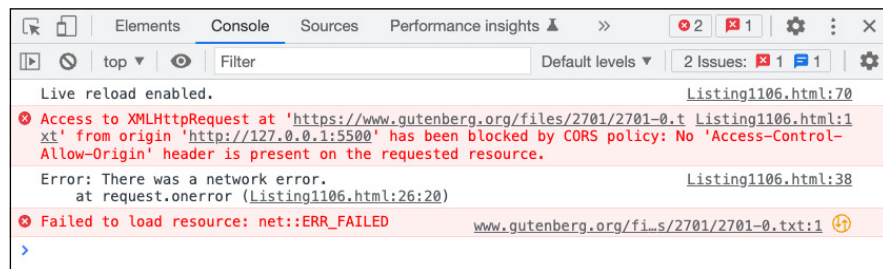 Elements Console Sources Performance insights » 2 1
top ▼ Filter Default levels ▼ 2 Issues: 1 1
Live reload enabled. Listing1106.html:70
Access to XMLHttpRequest at 'https://www.gutenberg.org/files/2701/2701-0.t Listing1106.html:1
xt' from origin 'http://127.0.0.1:5500' has been blocked by CORS policy: No 'Access-Control-
Allow-Origin' header is present on the requested resource.
Error: There was a network error. Listing1106.html:38
at request.onerror (Listing1106.html:26:20)
Failed to load resource: net::ERR_FAILED www.gutenberg.org/fi…s/2701/2701-0.txt:1